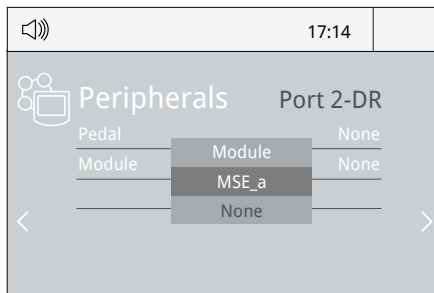 17:14
Peripherals Port 2-DR
Pedal None
Module None
Module
MSE_a
None